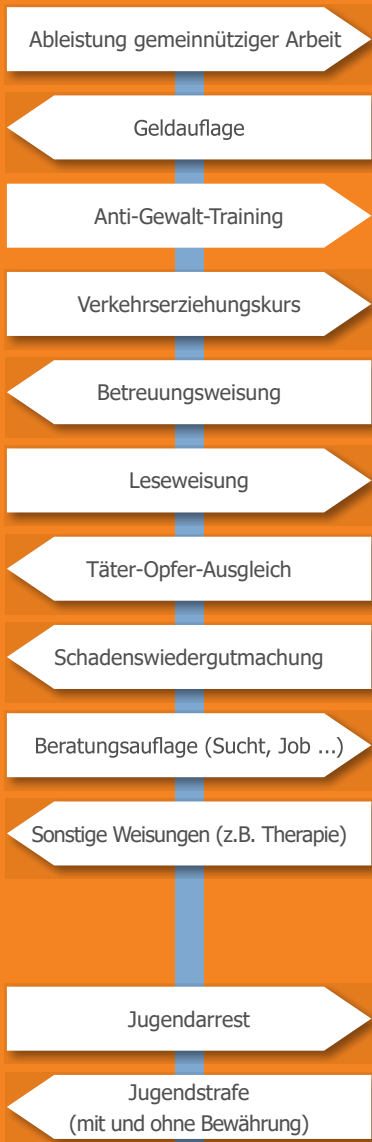 Ableistung gemeinnütziger Arbeit
Geldauflage
Anti-Gewalt-Training
Verkehrserziehungskurs
Betreuungsweisung
Leseweisung
Täter-Opfer-Ausgleich
Schadenswiedergutmachung
Beratungsauflage (Sucht, Job ...)
Sonstige Weisungen (z.B. Therapie)
Jugendarrest
Jugendstrafe
(mit und ohne Bewährung)